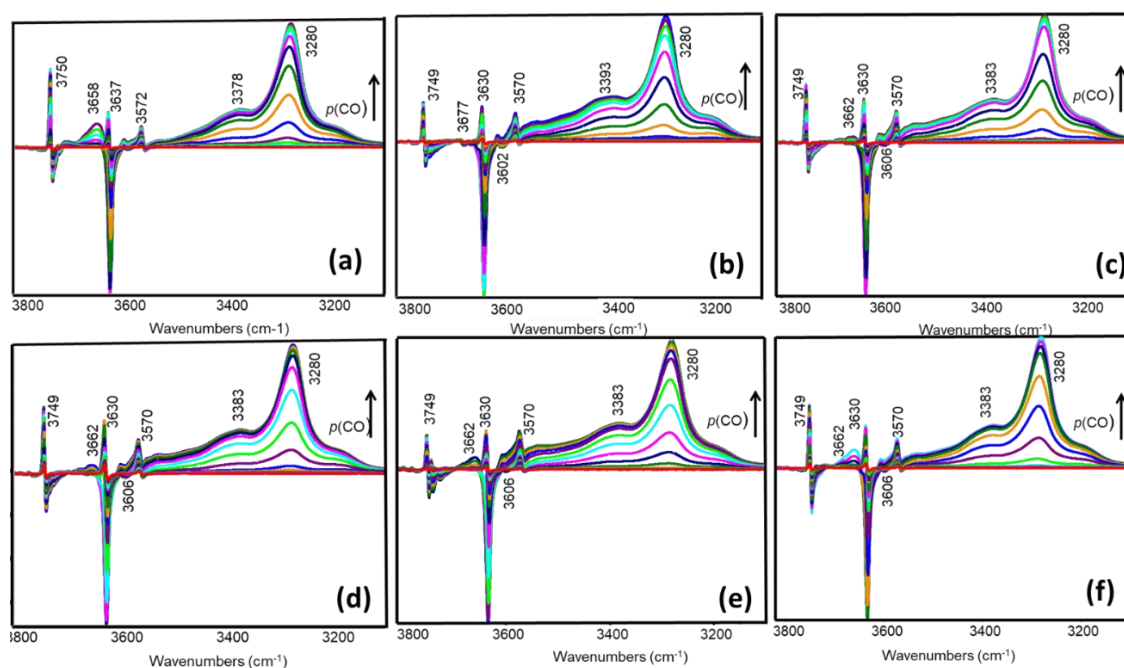 3750
3658
3637
3572
3378
3280
p(CO)
(a)
3800 3600 3400 3200
Wavenumbers (cm-1)
3749
3677
3630
3602
3570
3393
3280
p(CO)
(b)
3800 3600 3400 3200
Wavenumbers (cm⁻¹)
3749
3662
3630
3606
3570
3383
3280
p(CO)
(c)
3800 3600 3400 3200
Wavenumbers (cm⁻¹)
3749
3662
3630
3606
3570
3383
3280
p(CO)
(d)
3800 3600 3400 3200
Wavenumbers (cm⁻¹)
3749
3662
3630
3606
3570
3383
3280
p(CO)
(e)
3800 3600 3400 3200
Wavenumbers (cm⁻¹)
3749
3662
3630
3606
3570
3383
3280
p(CO)
(f)
3800 3600 3400 3200
Wavenumbers (cm⁻¹)